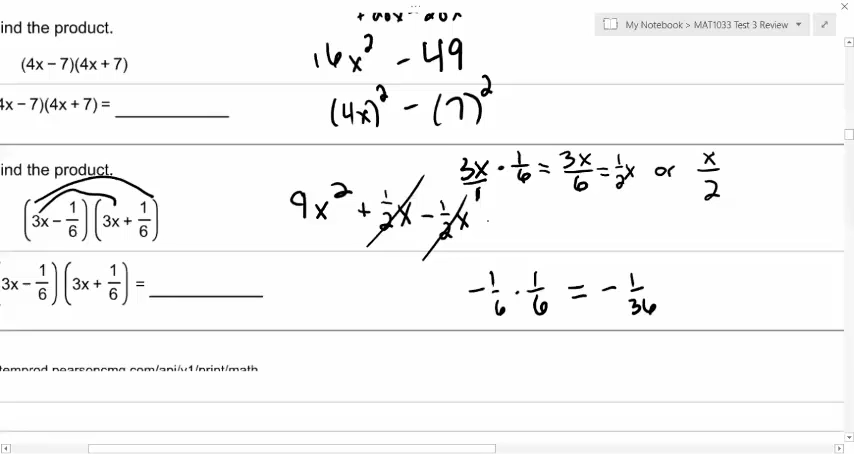 My Notebook > MAT1033 Test 3 Review
ind the product.
16x² - 49
(4x − 7)(4x + 7)
(4x)² - (7)²
4x − 7)(4x + 7) =
ind the product.
3x/1 · 1/6 = 3x/6 = 1/2x or x/2
9x² + 1/2x - 1/2x
(3x − 1/6)(3x + 1/6)
3x − 1/6)(3x + 1/6) =
-1/6 · 1/6 = - 1/36